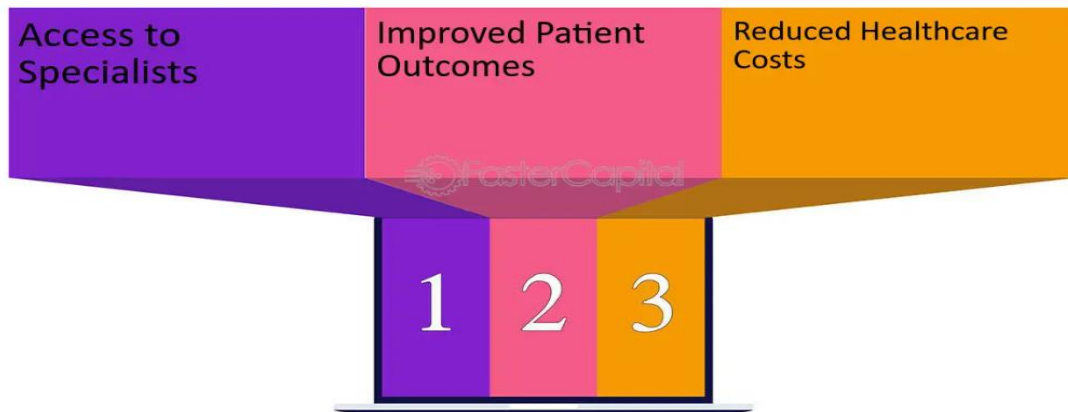 Access to
Specialists
Improved Patient
Outcomes
Reduced Healthcare
Costs
FasterCapital
1
2
3